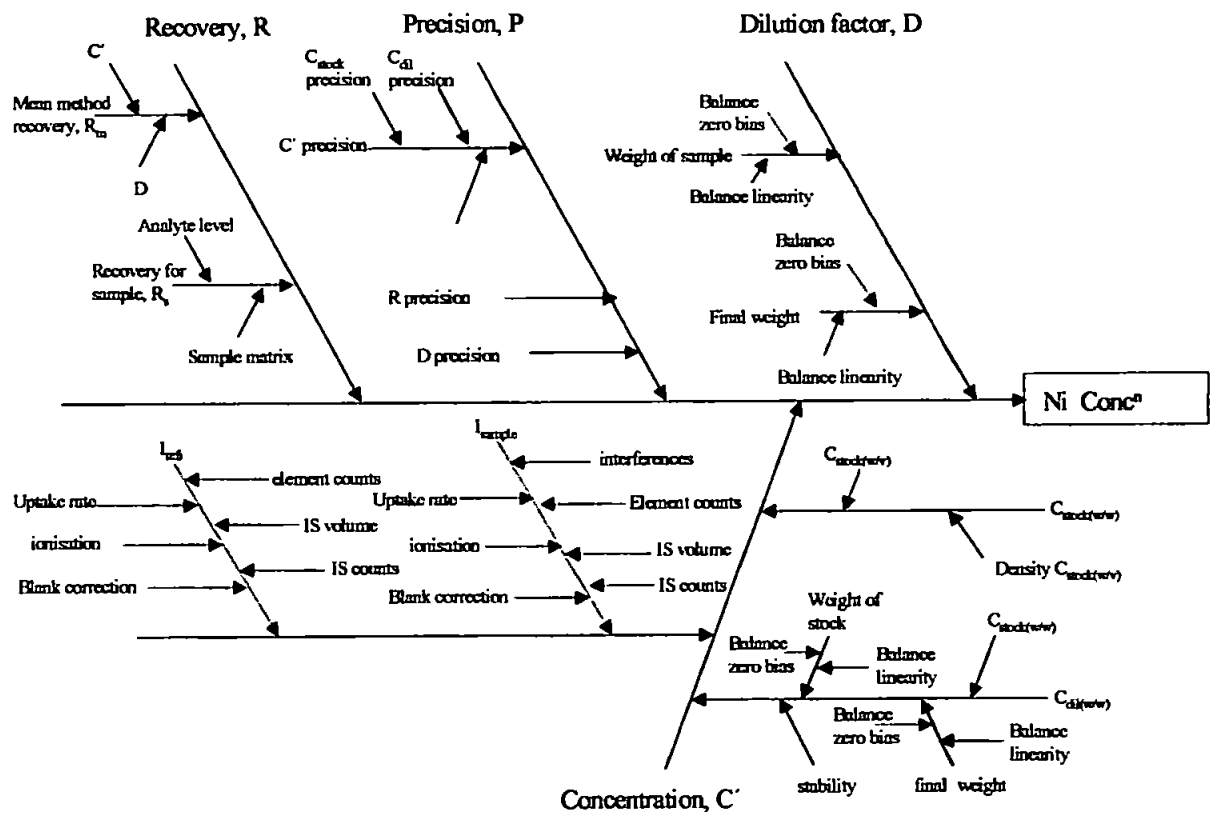 Recovery, R
Precision, P
Dilution factor, D
C′
Mean method
recovery, Rm
D
Analyte level
Recovery for
sample, Rs
Sample matrix
Cstock
precision
Cdil
precision
C′ precision
R precision
D precision
Balance
zero bias
Weight of sample
Balance linearity
Balance
zero bias
Final weight
Balance linearity
Ni Concⁿ
element counts
Uptake rate
IS volume
ionisation
IS counts
Blank correction
Isample
interferences
Uptake rate
Element counts
ionisation
IS volume
IS counts
Blank correction
Cstock(w/v)
Cstock(w/w)
Density Cstock(w/v)
Weight of
stock
Balance
zero bias
Balance
linearity
Cstock(w/w)
Cdil(w/w)
Balance
zero bias
Balance
linearity
stability
final weight
Concentration, C′